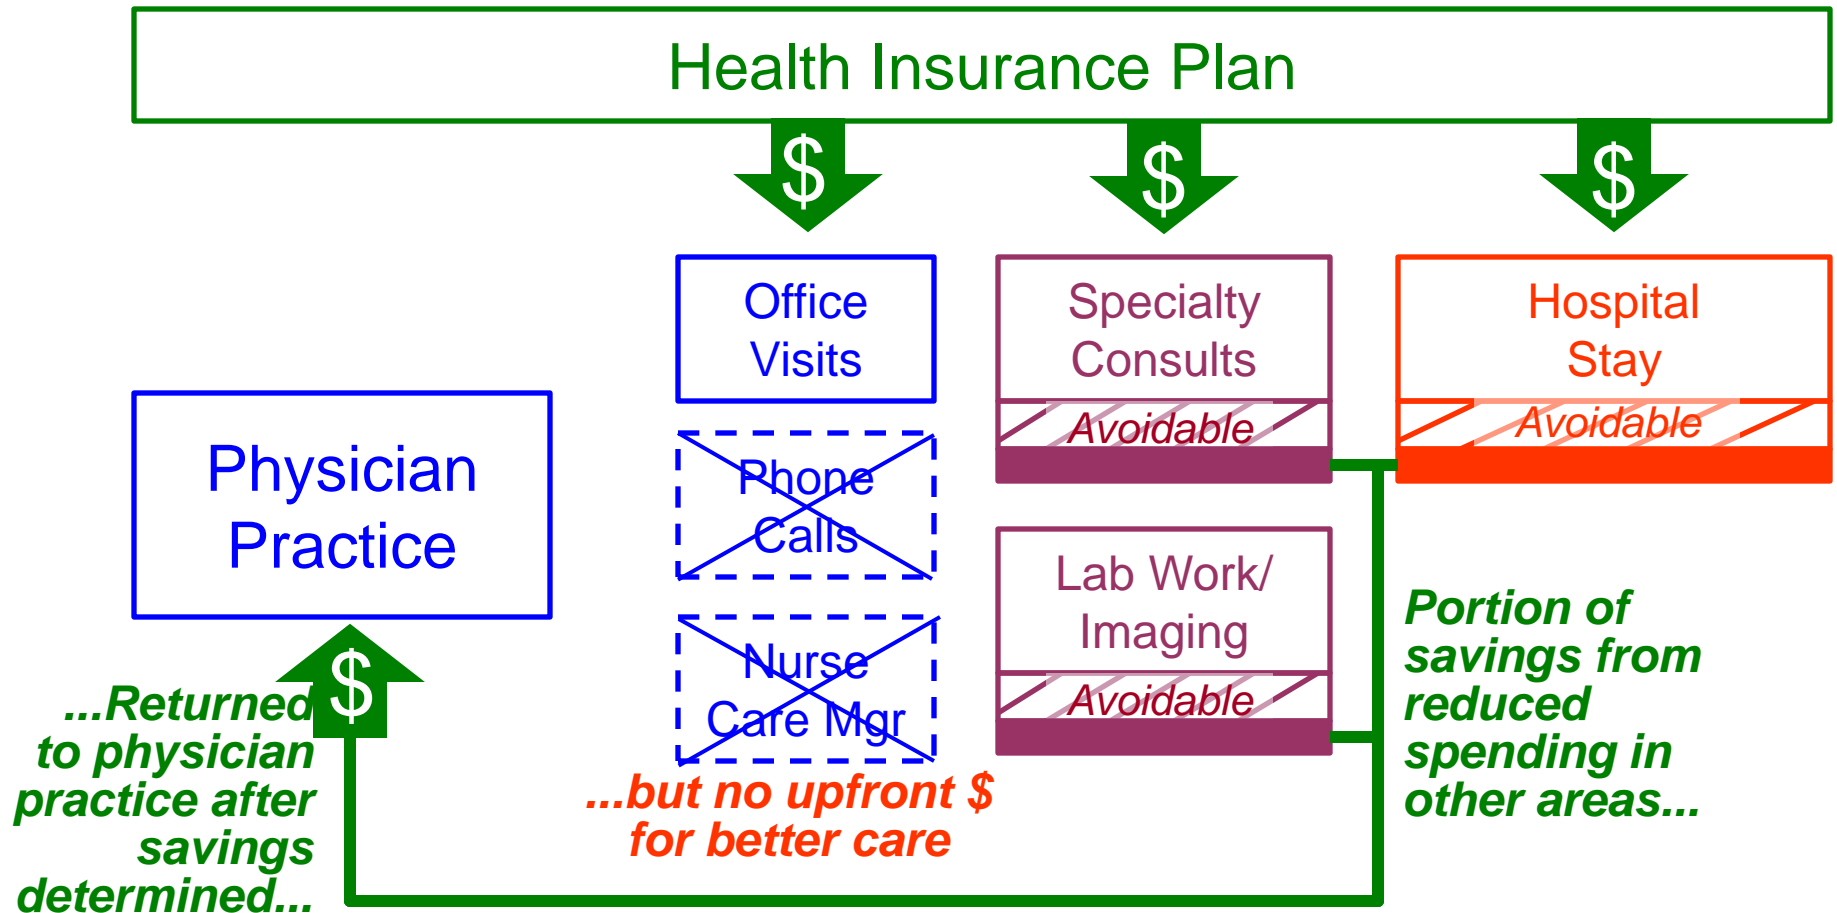 Health Insurance Plan
$
$
$
Office
Visits
Specialty
Consults
Avoidable
Hospital
Stay
Avoidable
Physician
Practice
Phone
Calls
Lab Work/
Imaging
Avoidable
Nurse
Care Mgr
Portion of
savings from
reduced
spending in
other areas...
$
...Returned
to physician
practice after
savings
determined...
...but no upfront $
for better care